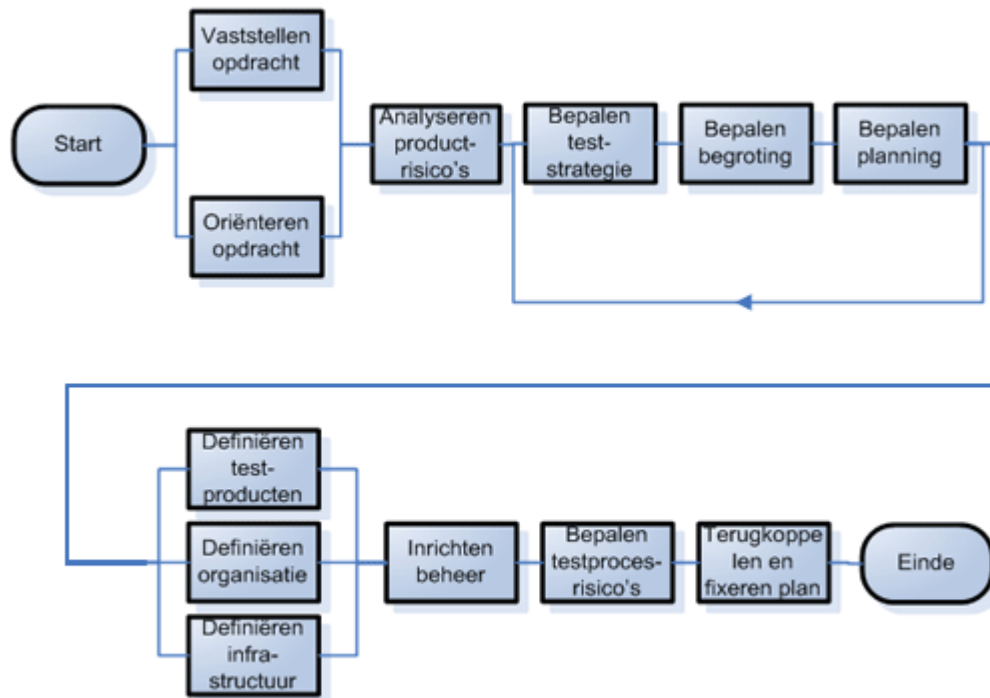 Vaststellen
opdracht
Start
Oriënteren
opdracht
Analyseren
product-
risico's
Bepalen
test-
strategie
Bepalen
begroting
Bepalen
planning
Definiëren
test-
producten
Definiëren
organisatie
Definiëren
infra-
structuur
Inrichten
beheer
Bepalen
testproces-
risico's
Terugkoppe
len en
fixeren plan
Einde